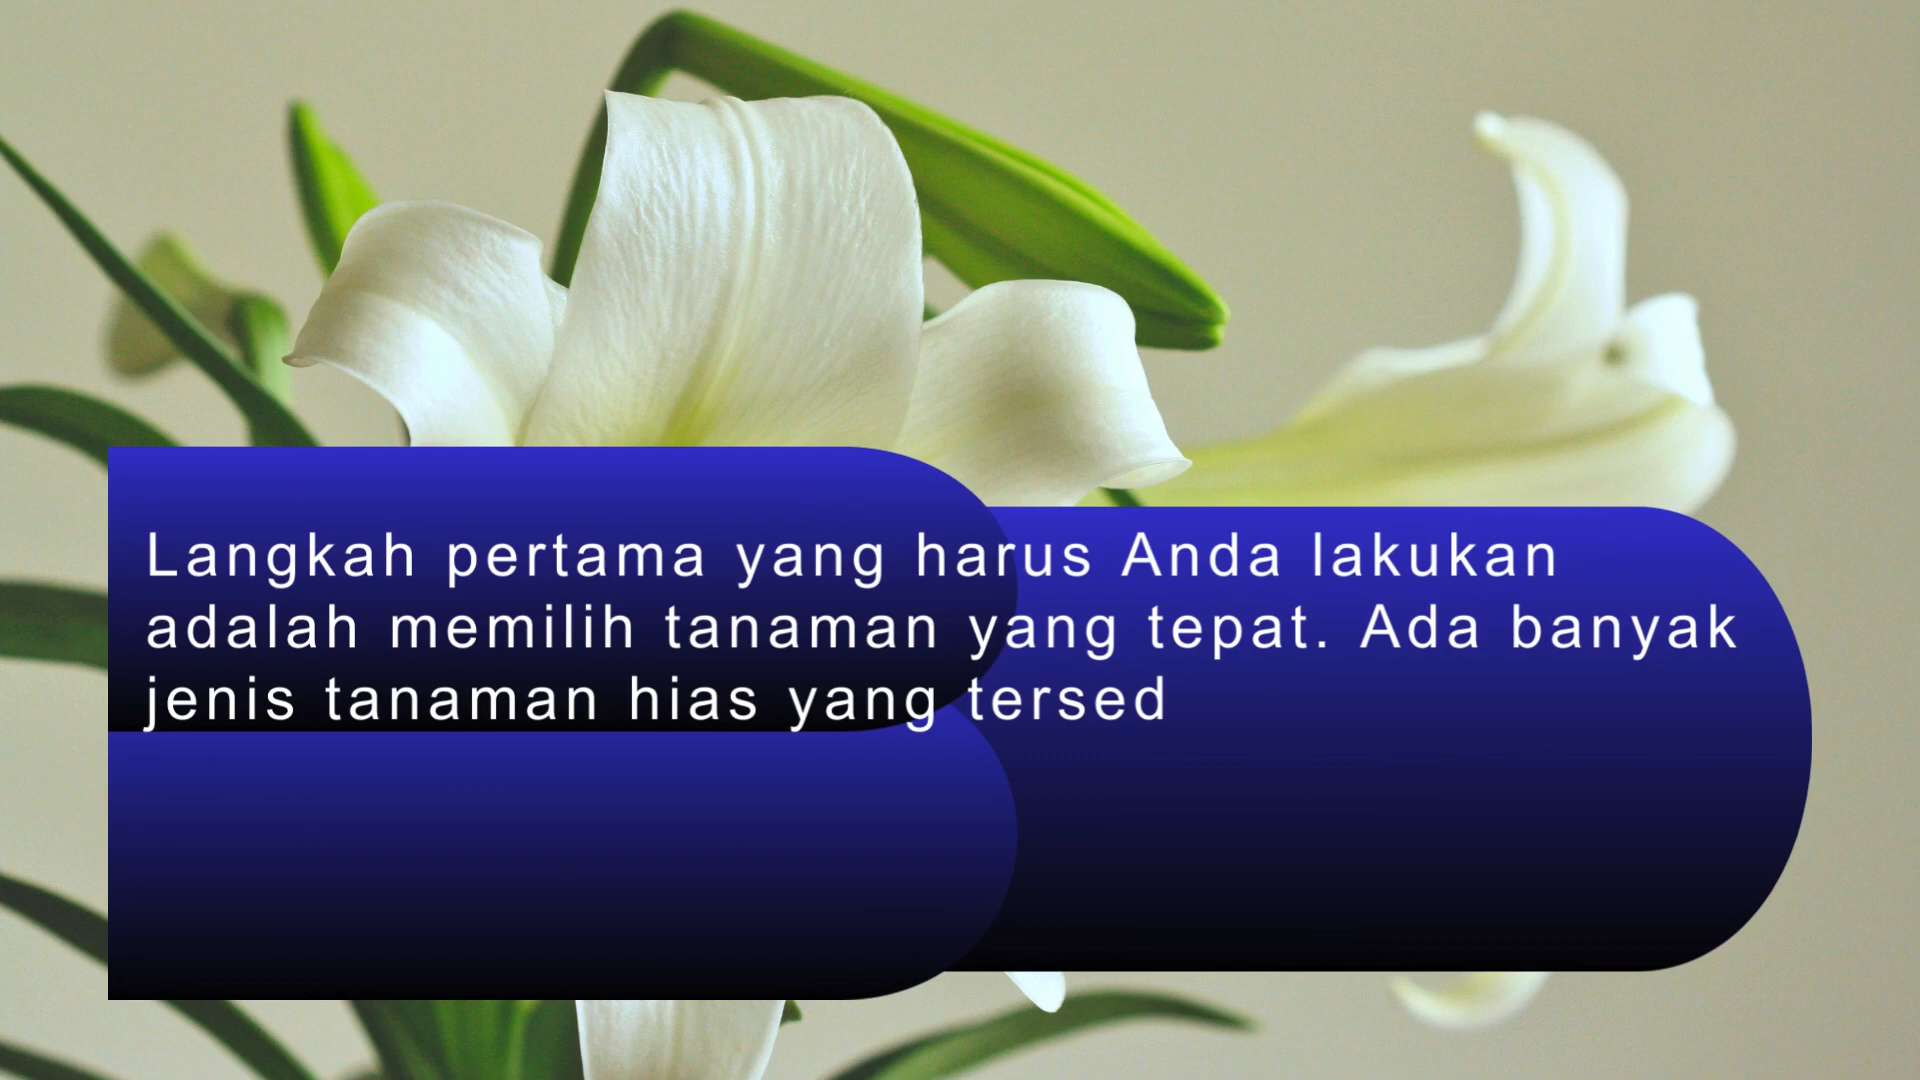 Langkah pertama yang harus Anda lakukan
adalah memilih tanaman yang tepat. Ada banyak
jenis tanaman hias yang tersed